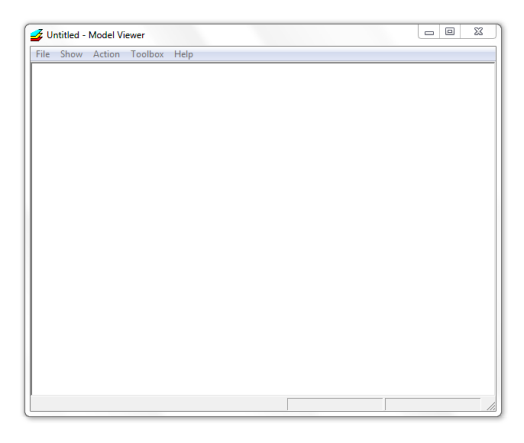 Untitled - Model Viewer
File Show Action Toolbox Help